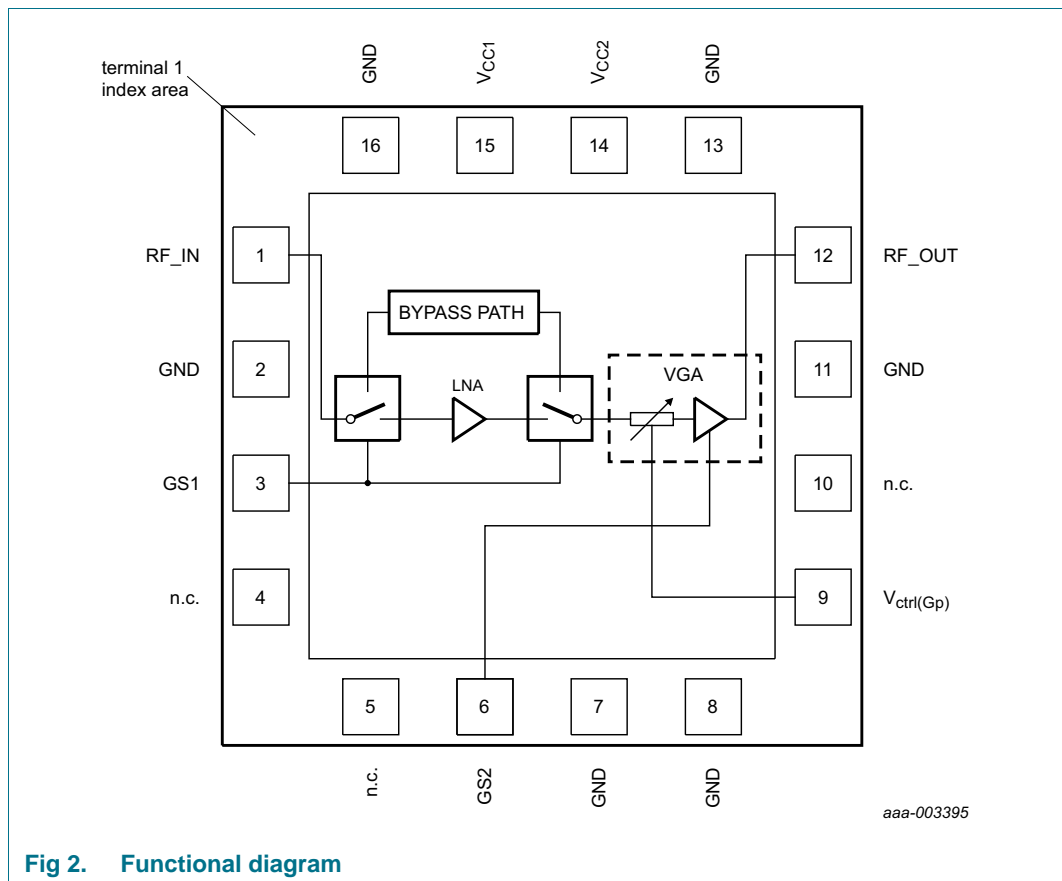 GND
VCC1
VCC2
GND
terminal 1
index area
16
15
14
13
RF_IN
1
12
RF_OUT
BYPASS PATH
GND
2
LNA
VGA
11
GND
GS1
3
10
n.c.
n.c.
4
9
Vctrl(Gp)
5
6
7
8
n.c.
GS2
GND
GND
aaa-003395
Fig 2. Functional diagram